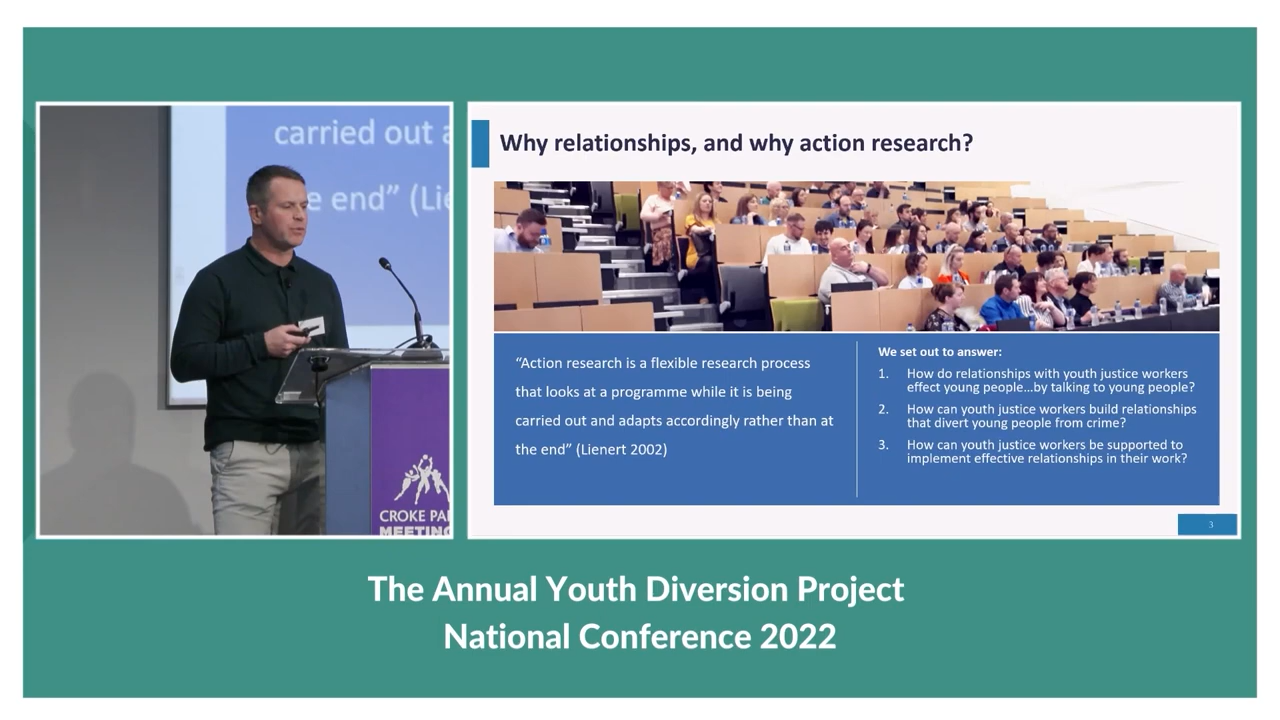 carried out a
e end” (Lie
CROKE PA
MEETING
Why relationships, and why action research?
“Action research is a flexible research process
that looks at a programme while it is being
carried out and adapts accordingly rather than at
the end” (Lienert 2002)
We set out to answer:
1. How do relationships with youth justice workers
effect young people...by talking to young people?
2. How can youth justice workers build relationships
that divert young people from crime?
3. How can youth justice workers be supported to
implement effective relationships in their work?
3
The Annual Youth Diversion Project
National Conference 2022